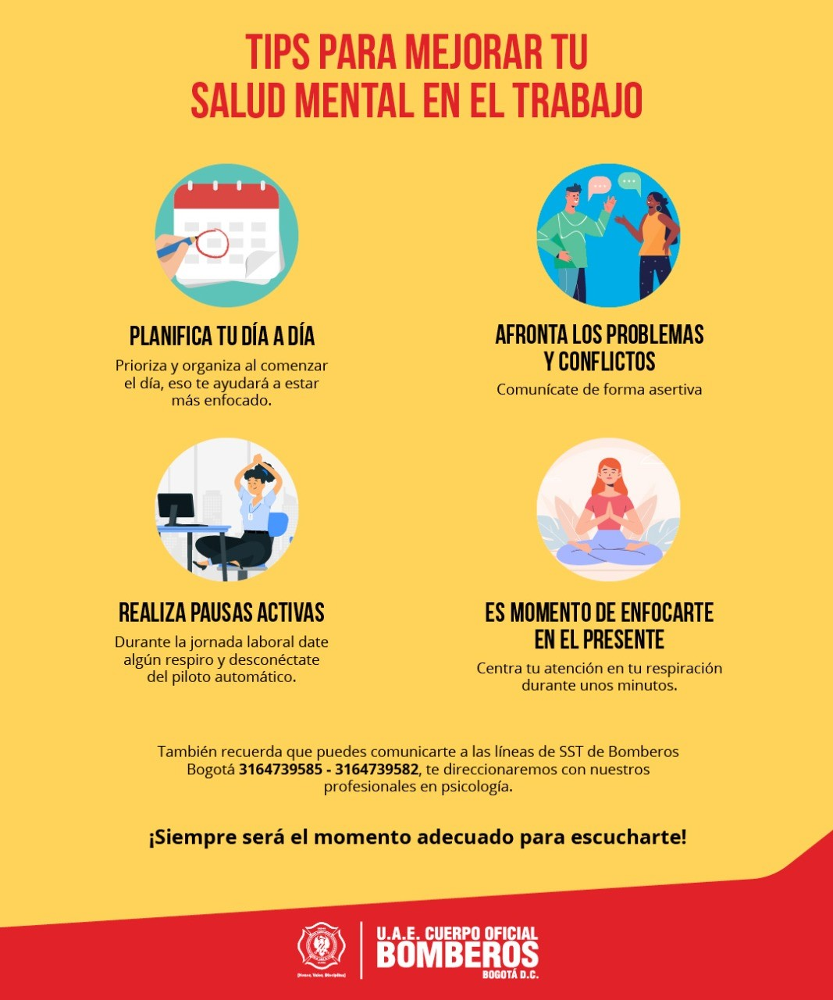 TIPS PARA MEJORAR TU
SALUD MENTAL EN EL TRABAJO
PLANIFICA TU DÍA A DÍA
Prioriza y organiza al comenzar
el día, eso te ayudará a estar
más enfocado.
AFRONTA LOS PROBLEMAS
Y CONFLICTOS
Comunícate de forma asertiva
REALIZA PAUSAS ACTIVAS
Durante la jornada laboral date
algún respiro y desconéctate
del piloto automático.
ES MOMENTO DE ENFOCARTE
EN EL PRESENTE
Centra tu atención en tu respiración
durante unos minutos.
También recuerda que puedes comunicarte a las líneas de SST de Bomberos
Bogotá 3164739585 - 3164739582, te direccionaremos con nuestros
profesionales en psicología.
¡Siempre será el momento adecuado para escucharte!
U.A.E. CUERPO OFICIAL
BOMBEROS
BOGOTÁ D.C.